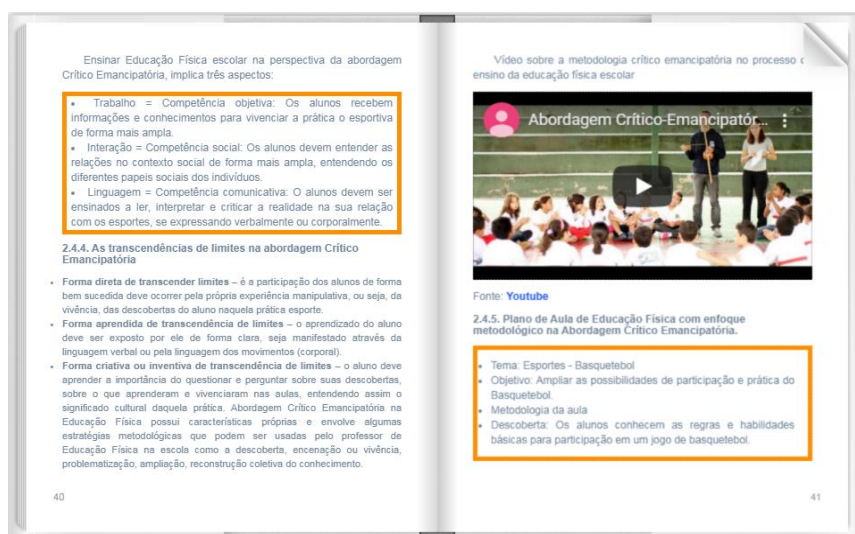 Ensinar Educação Física escolar na perspectiva da abordagem
Crítico Emancipatória, implica três aspectos:
• Trabalho = Competência objetiva: Os alunos recebem
informações e conhecimentos para vivenciar a prática o esportiva
de forma mais ampla.
• Interação = Competência social: Os alunos devem entender as
relações no contexto social de forma mais ampla, entendendo os
diferentes papeis sociais dos indivíduos.
• Linguagem = Competência comunicativa: O alunos devem ser
ensinados a ler, interpretar e criticar a realidade na sua relação
com os esportes, se expressando verbalmente ou corporalmente.
2.4.4. As transcendências de limites na abordagem Crítico
Emancipatória
• Forma direta de transcender limites – é a participação dos alunos de forma
bem sucedida deve ocorrer pela própria experiência manipulativa, ou seja, da
vivência, das descobertas do aluno naquela prática esporte.
• Forma aprendida de transcendência de limites – o aprendizado do aluno
deve ser exposto por ele de forma clara, seja manifestado através da
linguagem verbal ou pela linguagem dos movimentos (corporal).
• Forma criativa ou inventiva de transcendência de limites – o aluno deve
aprender a importância do questionar e perguntar sobre suas descobertas,
sobre o que aprenderam e vivenciaram nas aulas, entendendo assim o
significado cultural daquela prática. Abordagem Crítico Emancipatória na
Educação Física possui características próprias e envolve algumas
estratégias metodológicas que podem ser usadas pelo professor de
Educação Física na escola como a descoberta, encenação ou vivência,
problematização, ampliação, reconstrução coletiva do conhecimento.
40
Vídeo sobre a metodologia crítico emancipatória no processo
ensino da educação física escolar
Abordagem Crítico-Emancipatór...
Fonte: Youtube
2.4.5. Plano de Aula de Educação Física com enfoque
metodológico na Abordagem Crítico Emancipatória.
• Tema: Esportes - Basquetebol
• Objetivo: Ampliar as possibilidades de participação e prática do
Basquetebol.
• Metodologia da aula
• Descoberta: Os alunos conhecem as regras e habilidades
básicas para participação em um jogo de basquetebol.
41